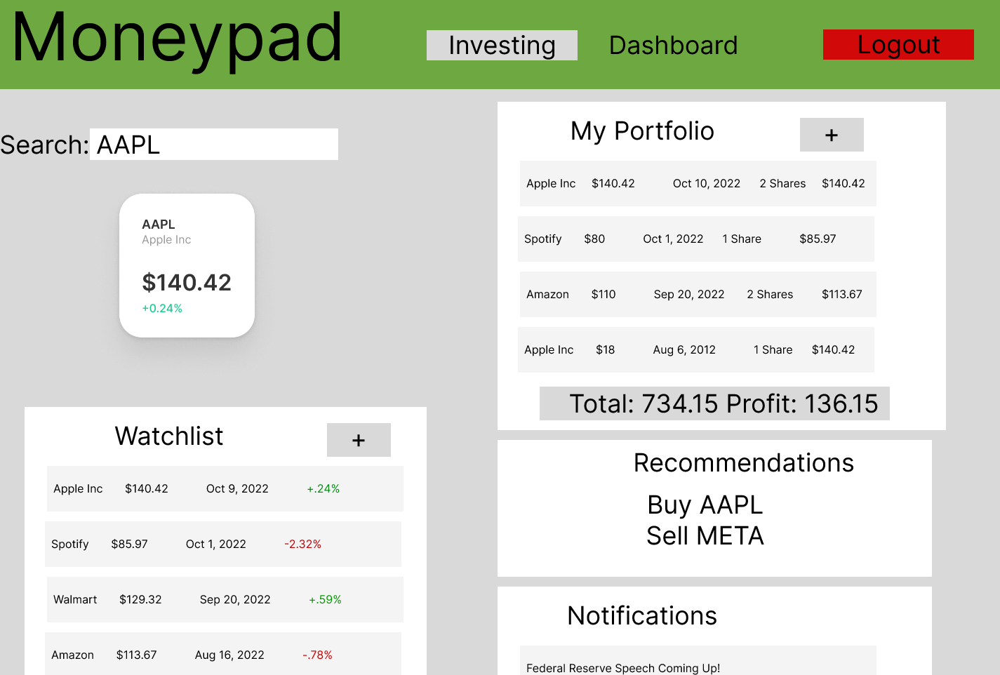 Moneypad
Investing
Dashboard
Logout
Search: AAPL
AAPL
Apple Inc
$140.42
+0.24%
Watchlist
+
Apple Inc $140.42 Oct 9, 2022 +.24%
Spotify $85.97 Oct 1, 2022 -2.32%
Walmart $129.32 Sep 20, 2022 +.59%
Amazon $113.67 Aug 16, 2022 -.78%
My Portfolio
+
Apple Inc $140.42 Oct 10, 2022 2 Shares $140.42
Spotify $80 Oct 1, 2022 1 Share $85.97
Amazon $110 Sep 20, 2022 2 Shares $113.67
Apple Inc $18 Aug 6, 2012 1 Share $140.42
Total: 734.15 Profit: 136.15
Recommendations
Buy AAPL
Sell META
Notifications
Federal Reserve Speech Coming Up!